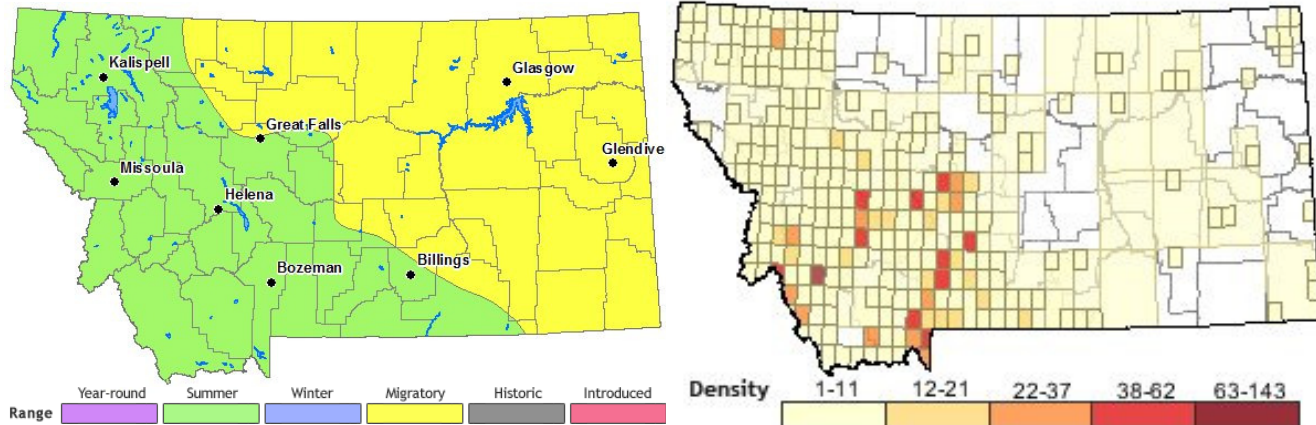 Kalispell
Glasgow
Great Falls
Glendive
Missoula
Helena
Billings
Bozeman
Range Year-round Summer Winter Migratory Historic Introduced
Density 1-11 12-21 22-37 38-62 63-143